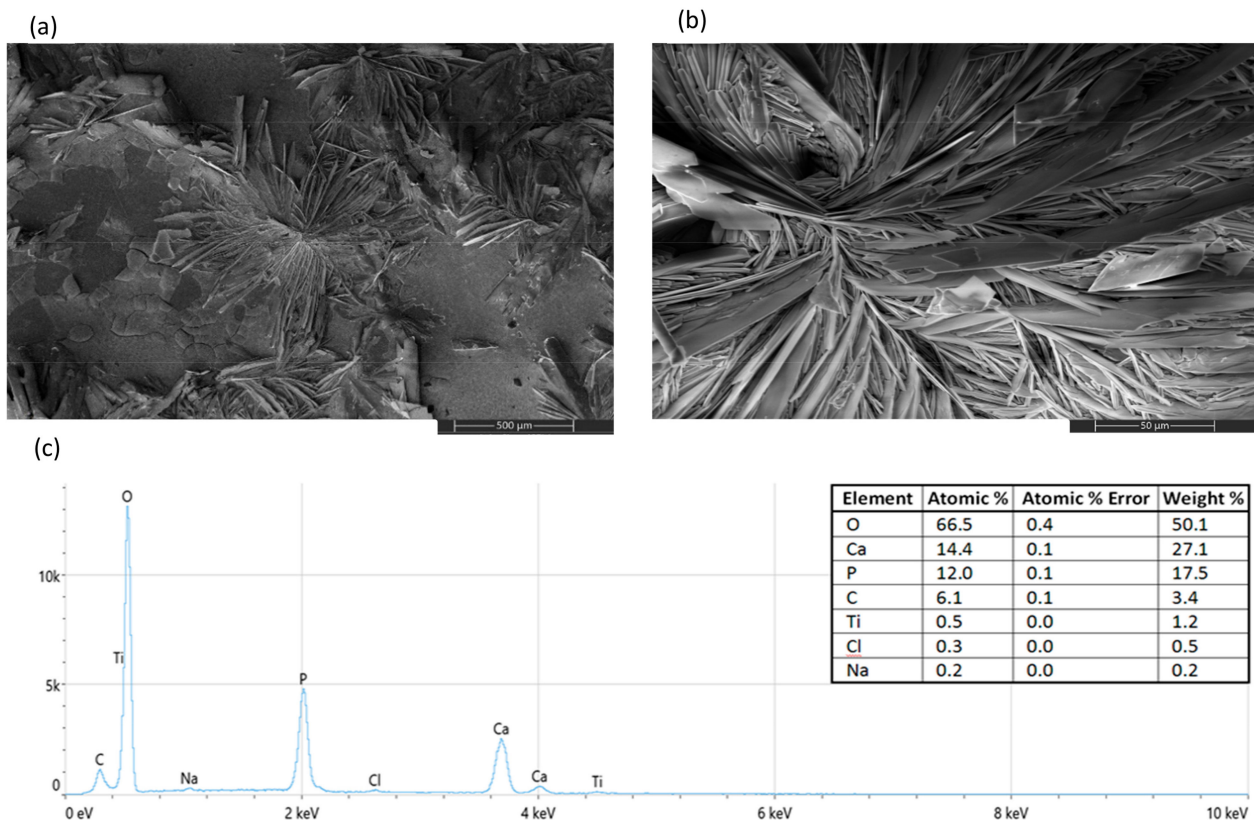 (a)
(b)
500 µm
50 µm
(c)
O
Ti
C
Na
P
Cl
Ca
Ca
Ti
10k
5k
0
0 eV
2 keV
4 keV
6 keV
8 keV
10 keV
Element Atomic % Atomic % Error Weight %
O 66.5 0.4 50.1
Ca 14.4 0.1 27.1
P 12.0 0.1 17.5
C 6.1 0.1 3.4
Ti 0.5 0.0 1.2
Cl 0.3 0.0 0.5
Na 0.2 0.0 0.2